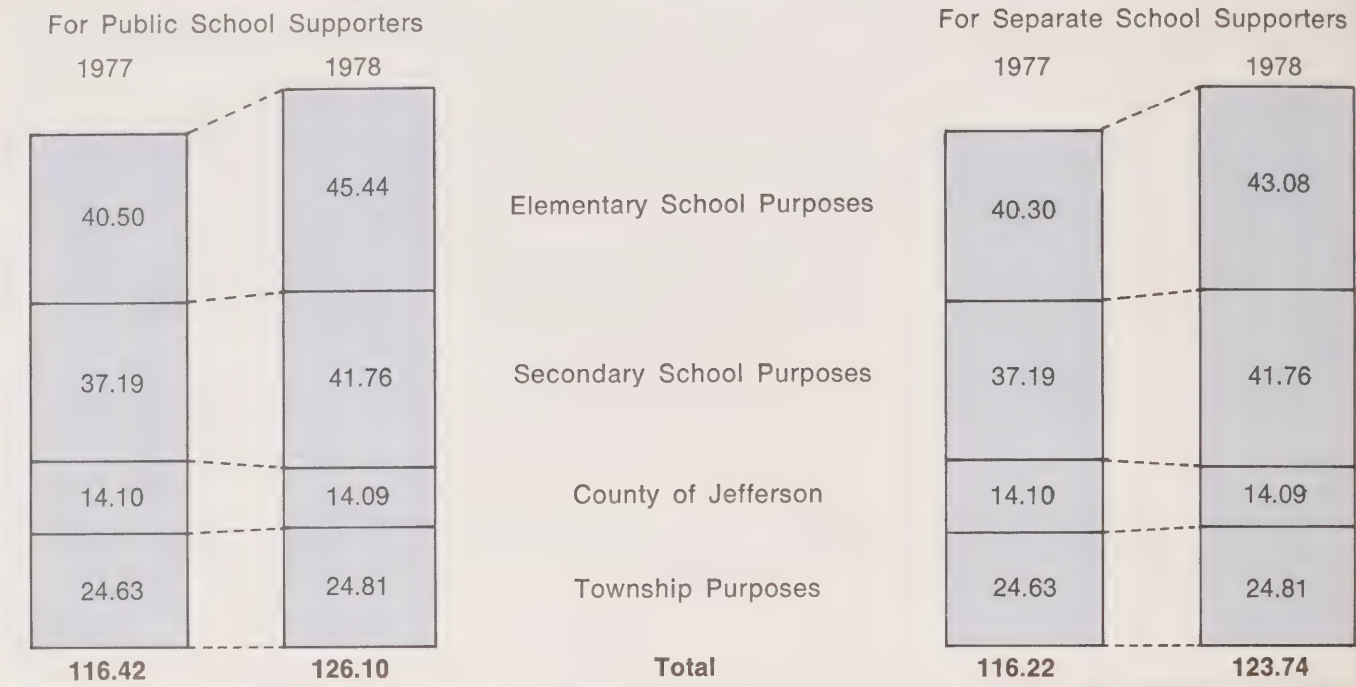 For Public School Supporters
For Separate School Supporters
1977 1978
1977 1978
40.50 45.44 Elementary School Purposes 40.30 43.08
37.19 41.76 Secondary School Purposes 37.19 41.76
14.10 14.09 County of Jefferson 14.10 14.09
24.63 24.81 Township Purposes 24.63 24.81
116.42 126.10 Total 116.22 123.74